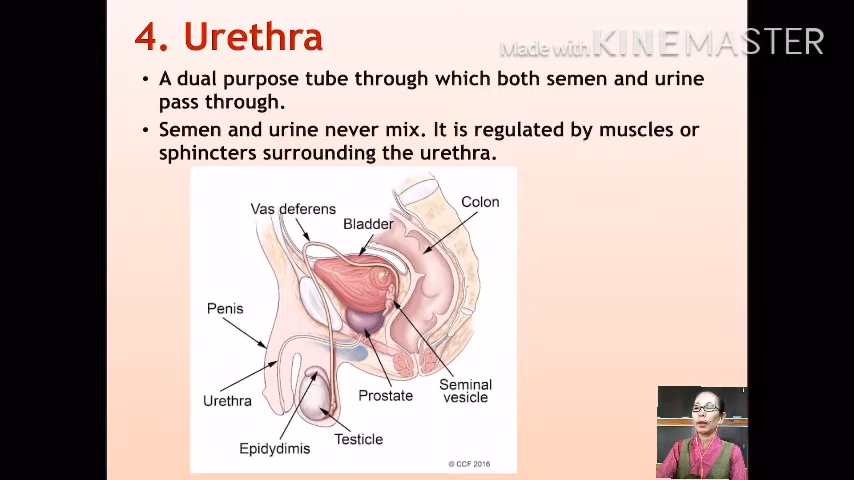 4. Urethra
Made with KINEMASTER
• A dual purpose tube through which both semen and urine
pass through.
• Semen and urine never mix. It is regulated by muscles or
sphincters surrounding the urethra.
Colon
Vas deferens
Bladder
Penis
Urethra
Prostate
Seminal
vesicle
Testicle
Epidydimis
© CCF 2016